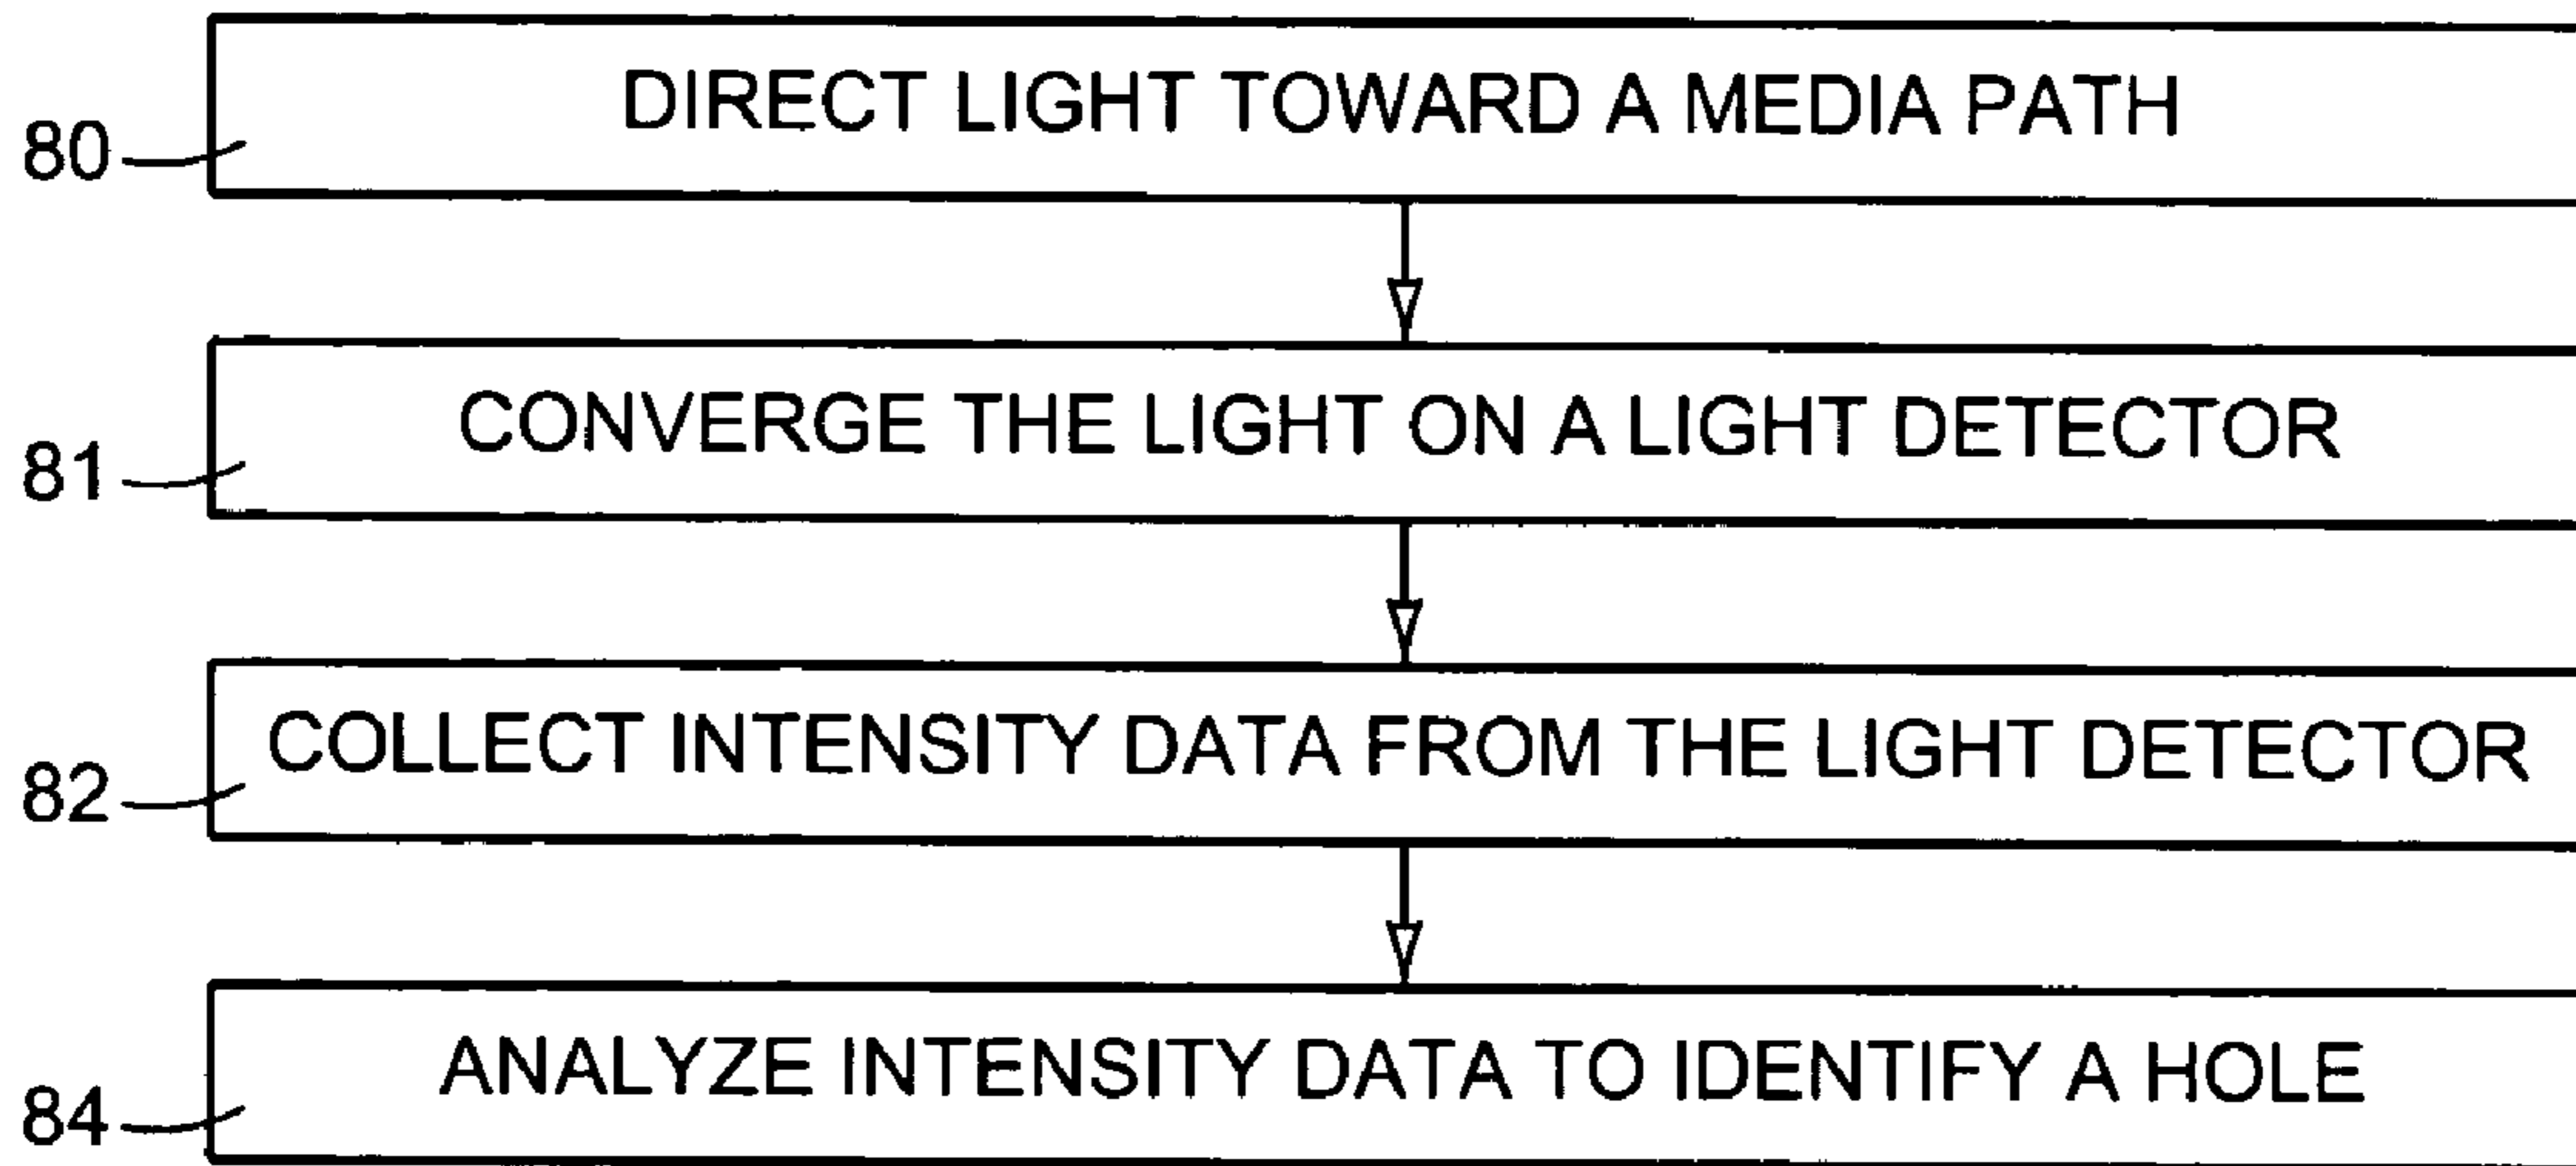 80 DIRECT LIGHT TOWARD A MEDIA PATH
81 CONVERGE THE LIGHT ON A LIGHT DETECTOR
82 COLLECT INTENSITY DATA FROM THE LIGHT DETECTOR
84 ANALYZE INTENSITY DATA TO IDENTIFY A HOLE